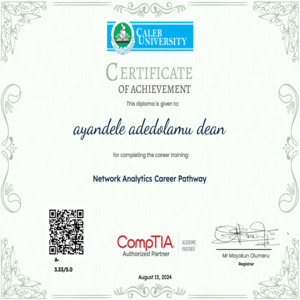 CALEB
UNIVERSITY
CERTIFICATE
OF ACHIEVEMENT
This diploma is given to:
ayandele adedolamu dean
for completing the career training:
Network Analytics Career Pathway
A-
3.33/5.0
CompTIA.
Authorized Partner
ACADEMIC
PARTNER
Mr Mayokun Olumeru
Registrar
August 15, 2024